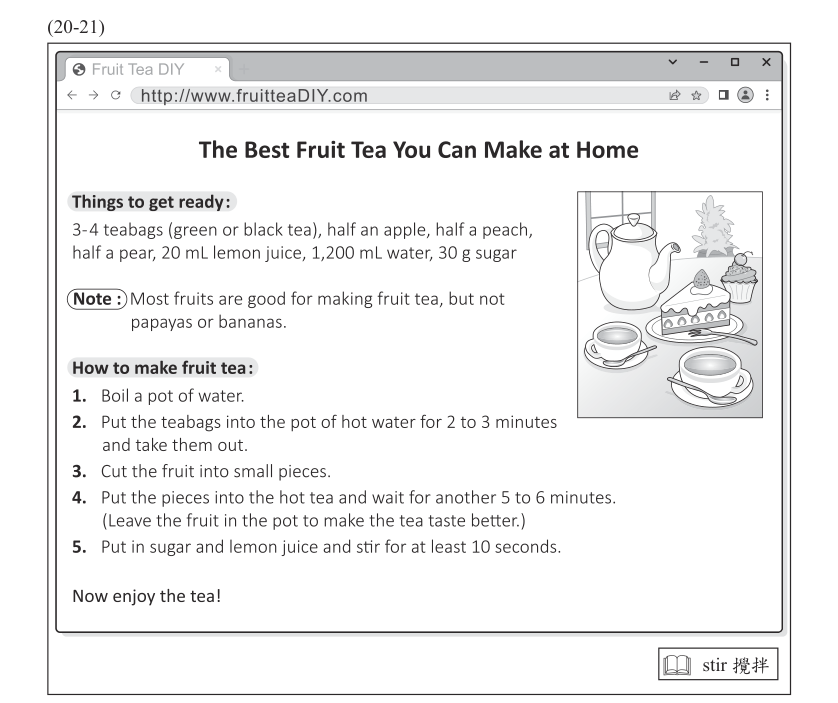 (20-21)
Fruit Tea DIY
http://www.fruitteaDIY.com
The Best Fruit Tea You Can Make at Home
Things to get ready:
3-4 teabags (green or black tea), half an apple, half a peach,
half a pear, 20 mL lemon juice, 1,200 mL water, 30 g sugar
Note : Most fruits are good for making fruit tea, but not
papayas or bananas.
How to make fruit tea:
1. Boil a pot of water.
2. Put the teabags into the pot of hot water for 2 to 3 minutes
and take them out.
3. Cut the fruit into small pieces.
4. Put the pieces into the hot tea and wait for another 5 to 6 minutes.
(Leave the fruit in the pot to make the tea taste better.)
5. Put in sugar and lemon juice and stir for at least 10 seconds.
Now enjoy the tea!
stir 攪拌